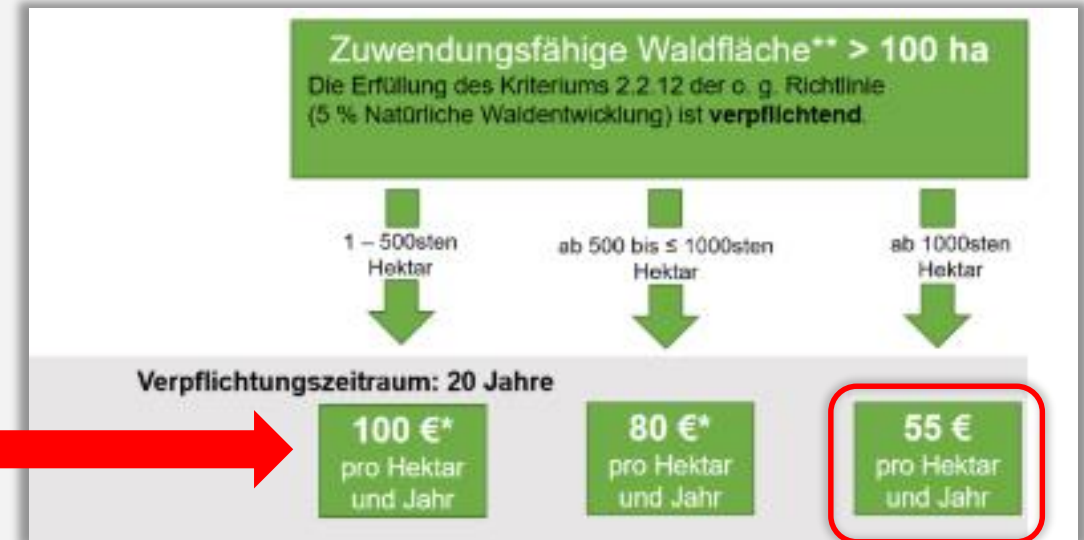 Zuwendungsfähige Waldfläche** > 100 ha
Die Erfüllung des Kriteriums 2.2.12 der o. g. Richtlinie
(5 % Natürliche Waldentwicklung) ist verpflichtend.
1 – 500sten
Hektar
ab 500 bis ≤ 1000sten
Hektar
ab 1000sten
Hektar
Verpflichtungszeitraum: 20 Jahre
100 €*
pro Hektar
und Jahr
80 €*
pro Hektar
und Jahr
55 €
pro Hektar
und Jahr